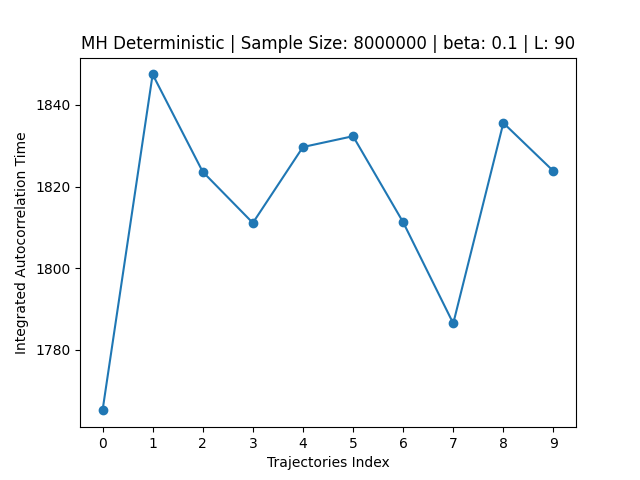 MH Deterministic | Sample Size: 8000000 | beta: 0.1 | L: 90
Integrated Autocorrelation Time
1840
1820
1800
1780
0 1 2 3 4 5 6 7 8 9
Trajectories Index